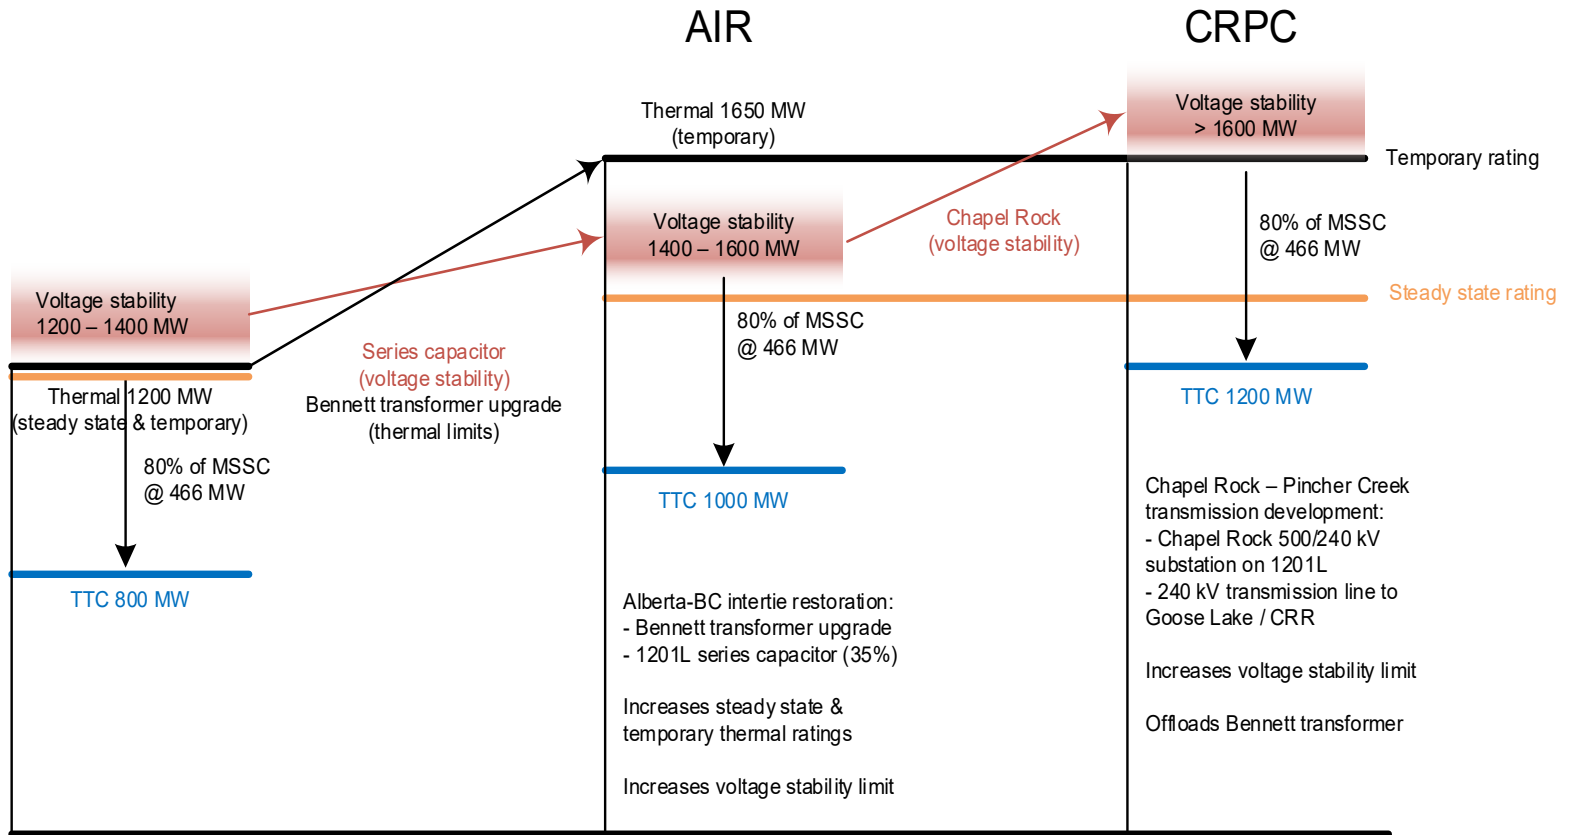 AIR
CRPC
Voltage stability
1200 – 1400 MW
Thermal 1200 MW
(steady state & temporary)
80% of MSSC
@ 466 MW
TTC 800 MW
Series capacitor
(voltage stability)
Bennett transformer upgrade
(thermal limits)
Thermal 1650 MW
(temporary)
Voltage stability
1400 – 1600 MW
80% of MSSC
@ 466 MW
TTC 1000 MW
Alberta-BC intertie restoration:
- Bennett transformer upgrade
- 1201L series capacitor (35%)
Increases steady state &
temporary thermal ratings
Increases voltage stability limit
Chapel Rock
(voltage stability)
Voltage stability
> 1600 MW
Temporary rating
80% of MSSC
@ 466 MW
Steady state rating
TTC 1200 MW
Chapel Rock – Pincher Creek
transmission development:
- Chapel Rock 500/240 kV
substation on 1201L
- 240 kV transmission line to
Goose Lake / CRR
Increases voltage stability limit
Offloads Bennett transformer